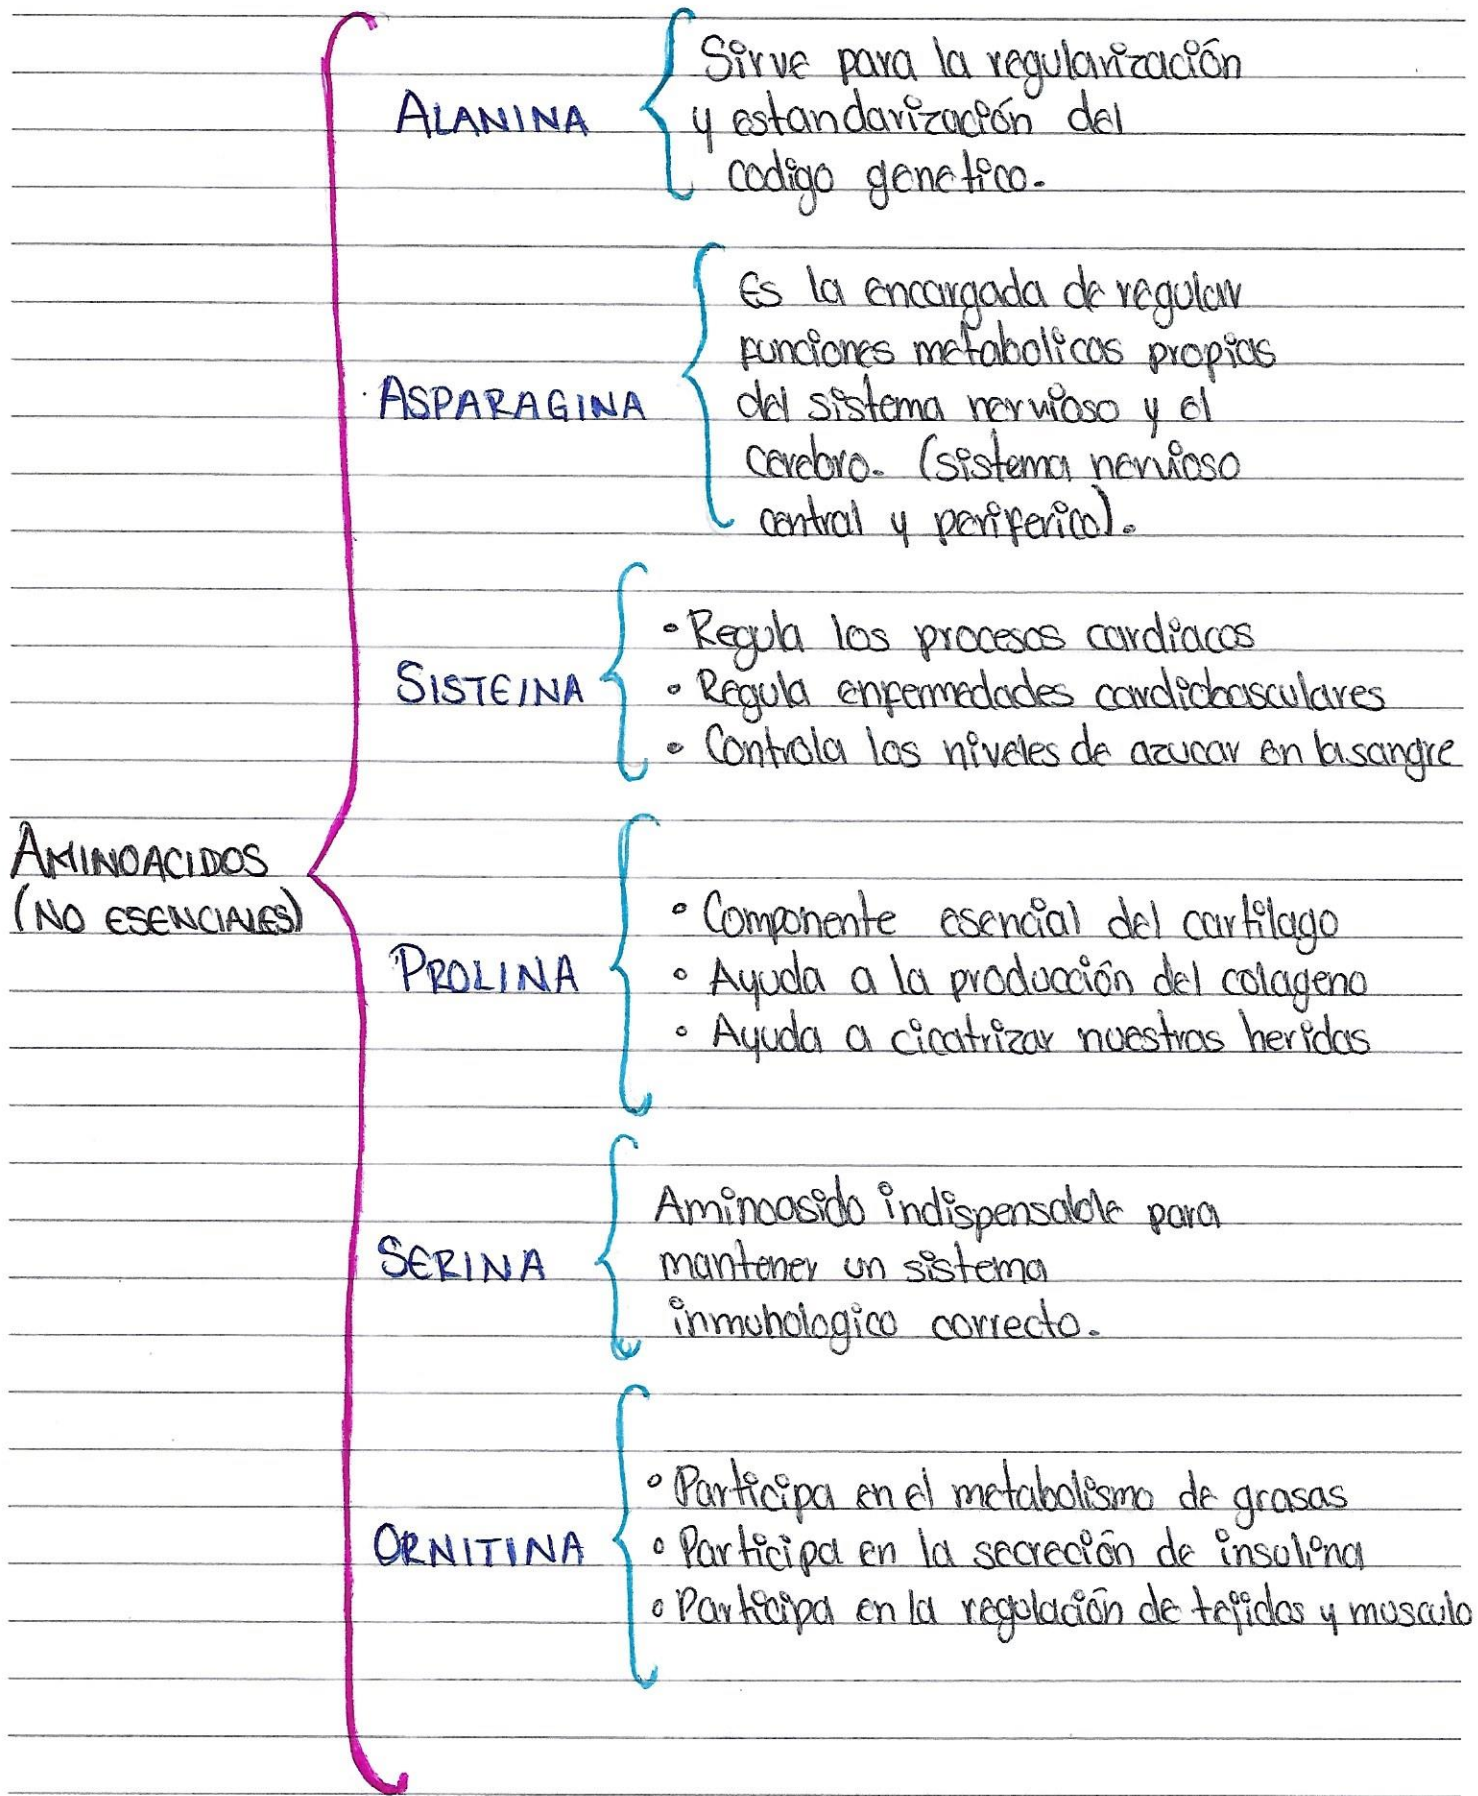 ALANINA
Sirve para la regularización
y estandarización del
codigo genetico.
ASPARAGINA
Es la encargada de regular
funciones metabolicas propias
del sistema nervioso y el
cerebro. (sistema nervioso
central y periferico).
SISTEINA
• Regula los procesos cardiacos
• Regula enfermedades cardiobasculares
• Controla los niveles de azucar en la sangre
AMINOACIDOS
(NO ESENCIALES)
PROLINA
• Componente esencial del cartilago
• Ayuda a la producción del colageno
• Ayuda a cicatrizar nuestras heridas
SERINA
Aminoasido indispensable para
mantener un sistema
inmunologico correcto.
ORNITINA
• Participa en el metabolismo de grasas
• Participa en la secreción de insulina
• Participa en la regulación de tejidos y musculo